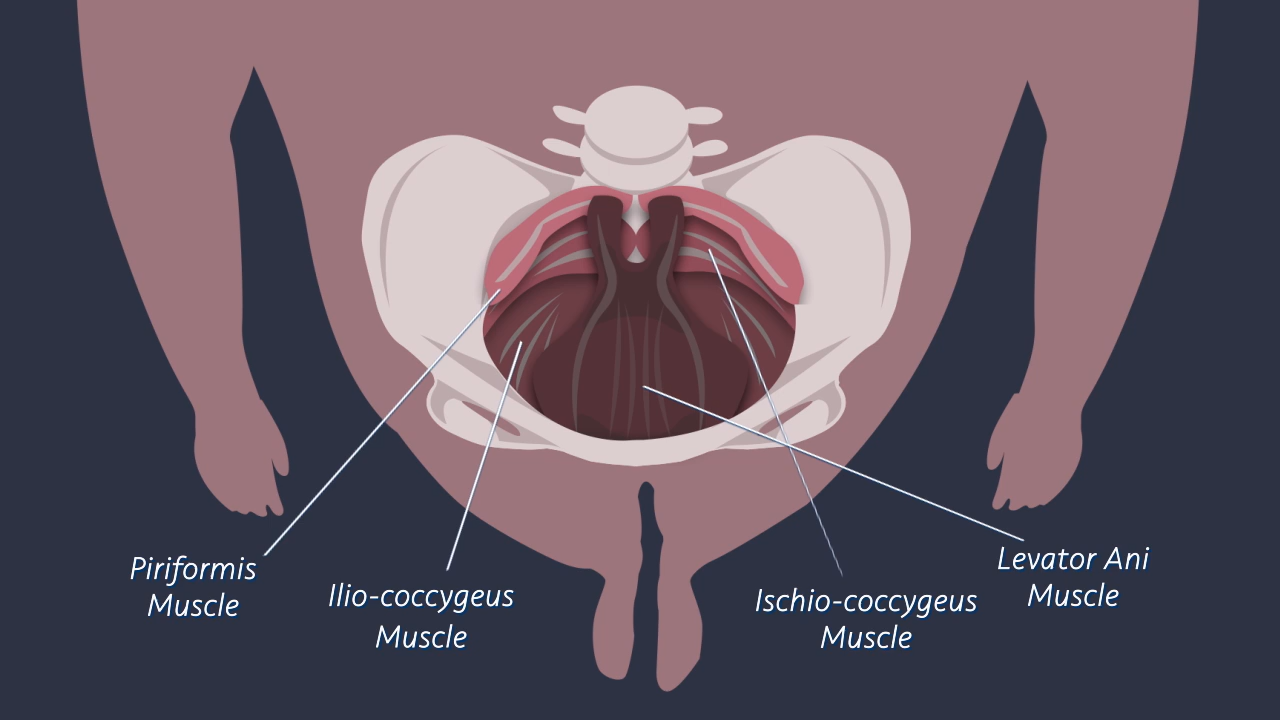 Piriformis
Muscle
Ilio-coccygeus
Muscle
Ischio-coccygeus
Muscle
Levator Ani
Muscle